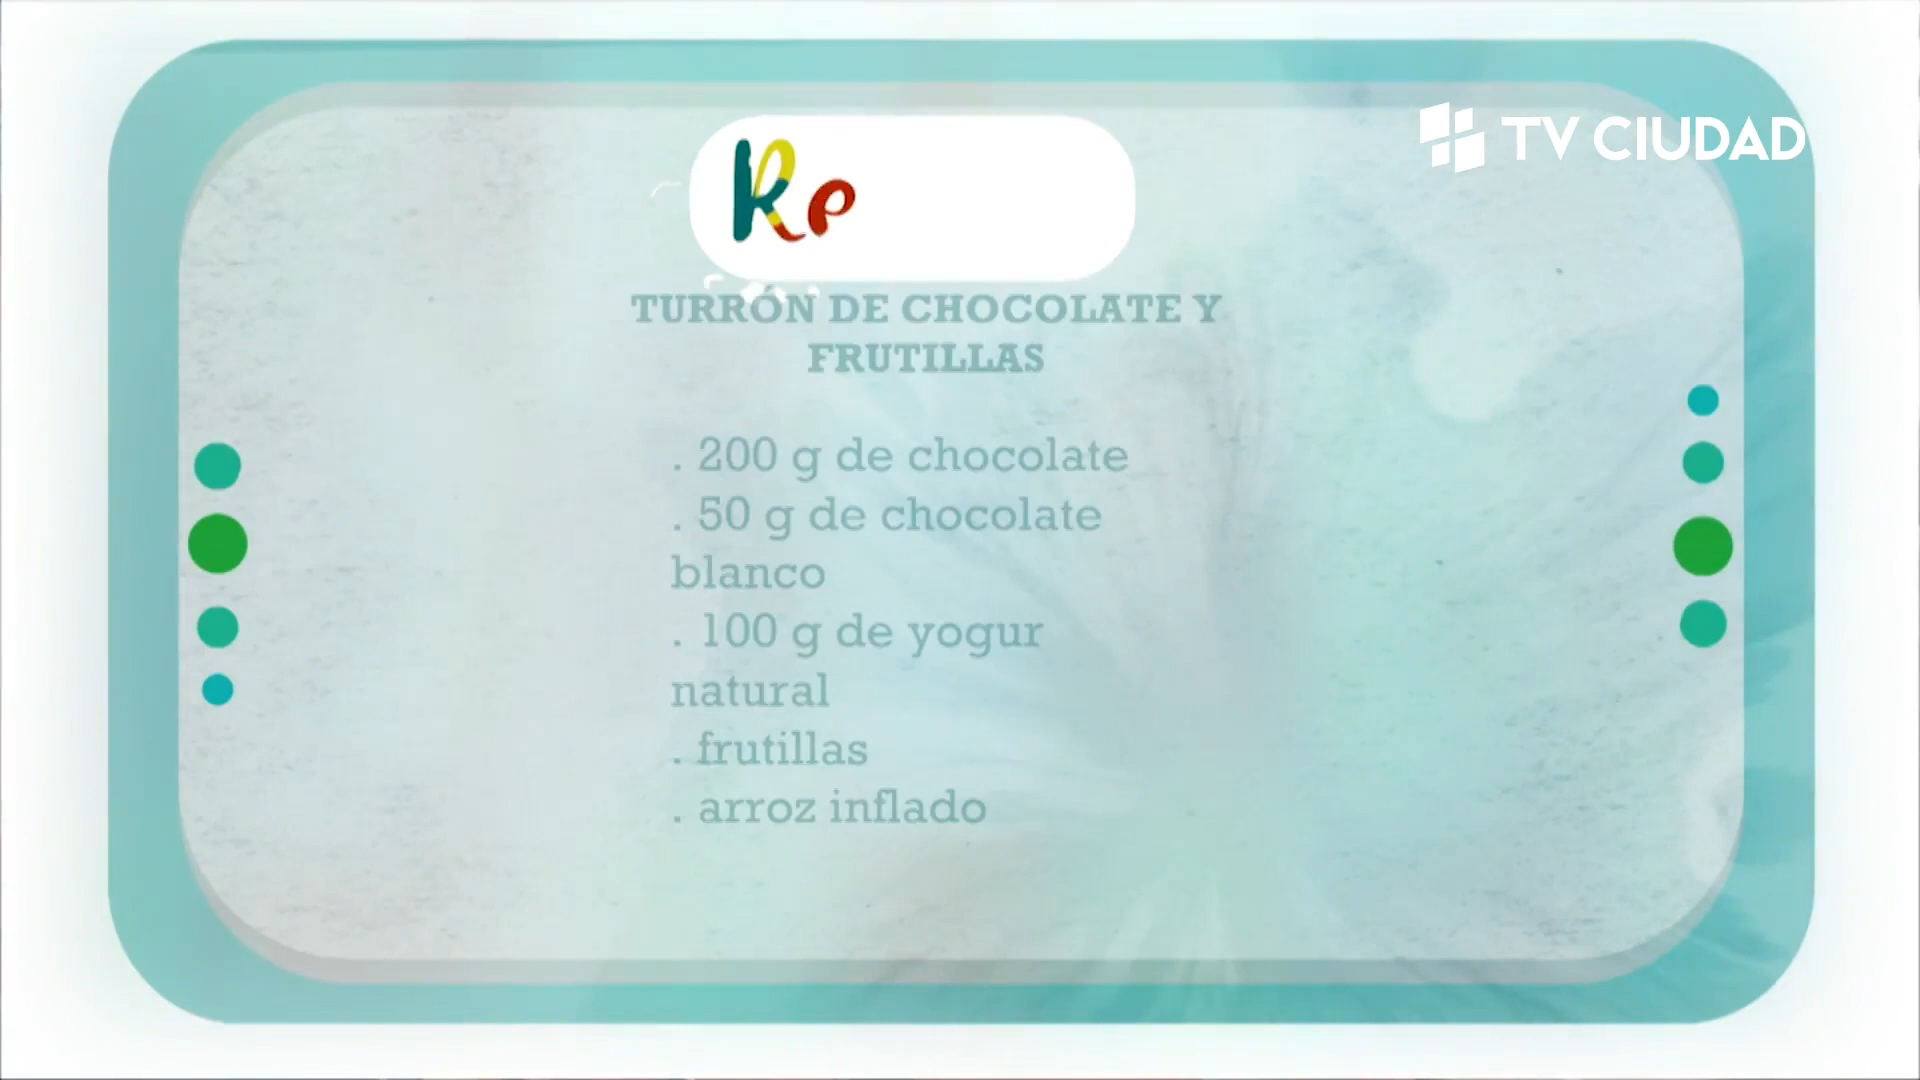 TV CIUDAD
Re
TURRÓN DE CHOCOLATE Y
FRUTILLAS
. 200 g de chocolate
. 50 g de chocolate
blanco
. 100 g de yogur
natural
. frutillas
. arroz inflado